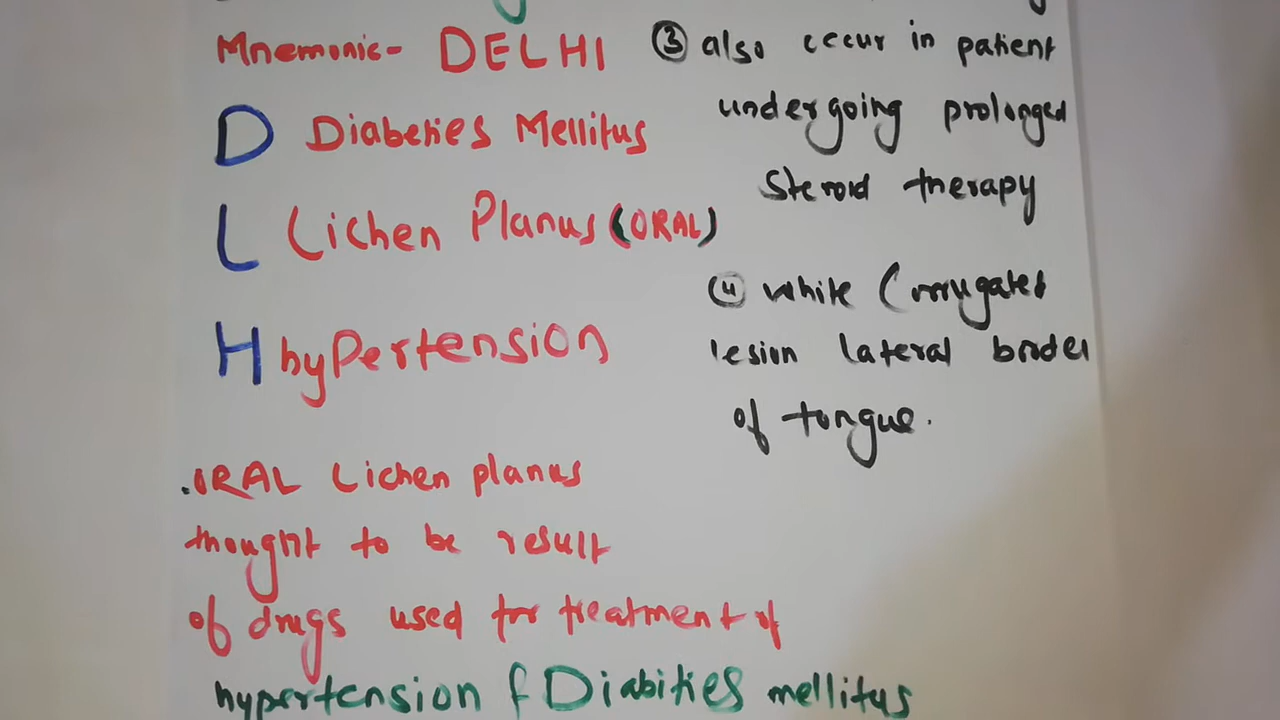 Mnemonic- DELHI
D Diabeties Mellitus
L Lichen Planus (ORAL)
H hypertension
.ORAL Lichen planus
thought to be result
of drugs used for treatment of
hypertension & Diabities mellitus
③ also occur in patient
undergoing prolonged
steroid therapy
④ white Corrugated
lesion lateral border
of tongue.